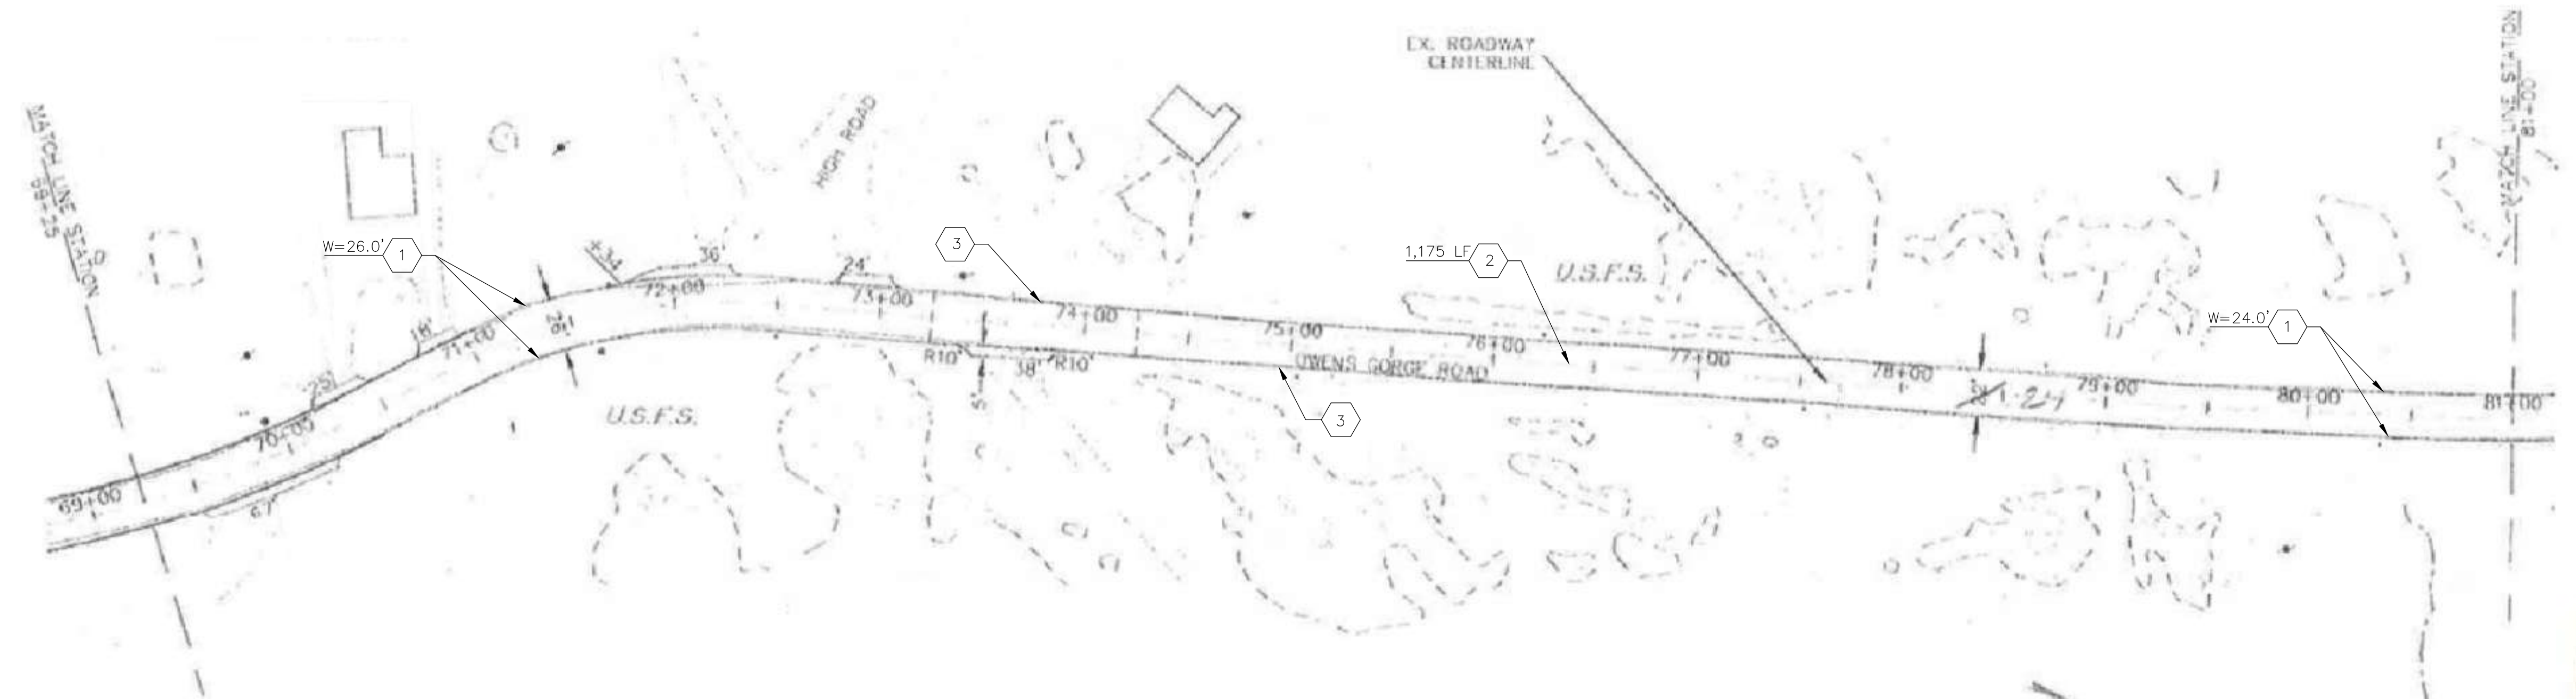 EX. ROADWAY
CENTERLINE
MATCH LINE STATION
69+25
MATCH LINE STATION
81+00
HIGH ROAD
W=26.0'
1
+34
36'
24'
3
1,175 LF
2
U.S.F.S.
W=24.0'
1
69+00
70+00
71+00
72+00
73+00
74+00
75+00
76+00
77+00
78+00
79+00
80+00
81+00
25'
18'
26'
67'
U.S.F.S.
R10'
5'
38'
R10'
OWENS GORGE ROAD
3
24